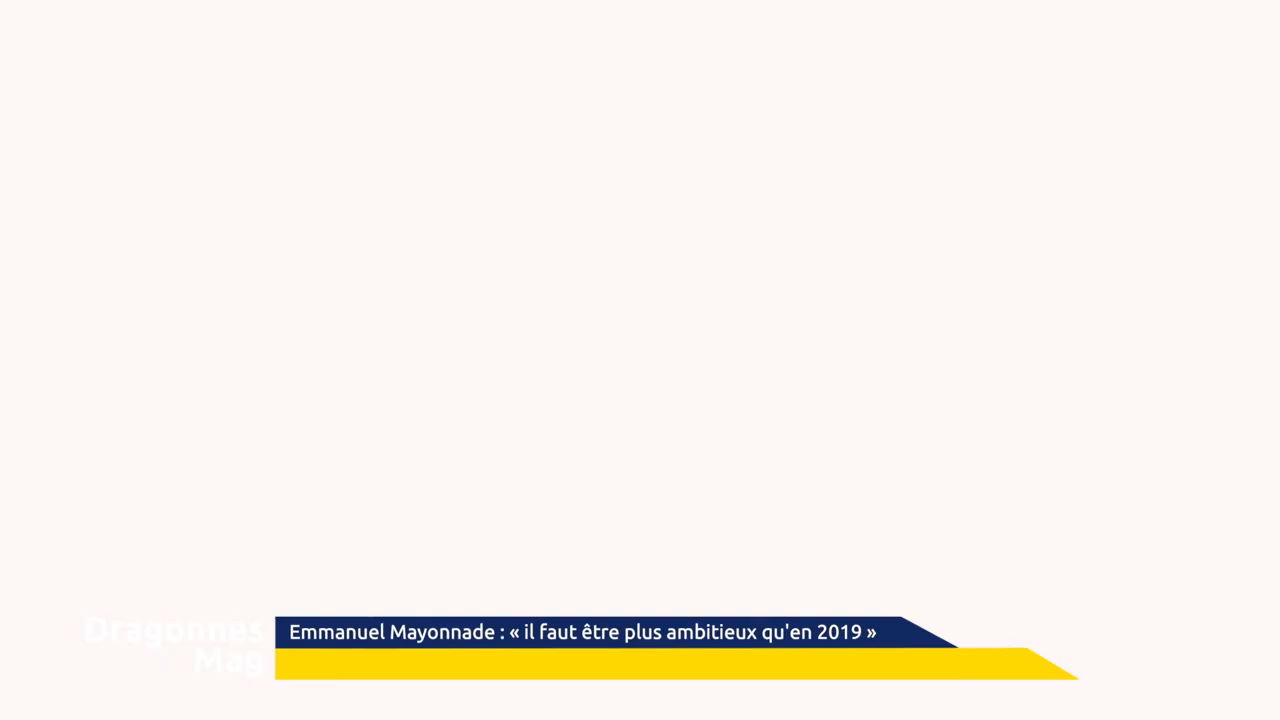 Dragonnes
Mag
Emmanuel Mayonnade : « il faut être plus ambitieux qu'en 2019 »